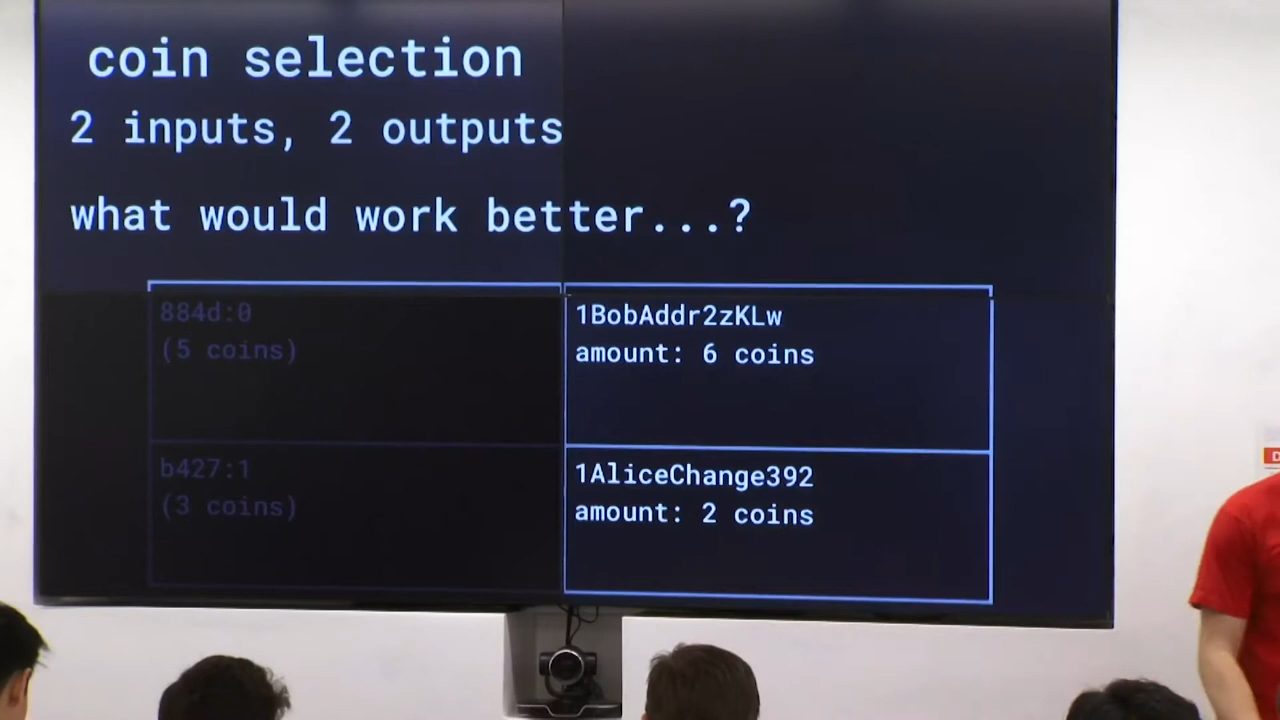 coin selection
2 inputs, 2 outputs
what would work better...?
884d:0
(5 coins)
1BobAddr2zKLw
amount: 6 coins
b427:1
(3 coins)
1AliceChange392
amount: 2 coins